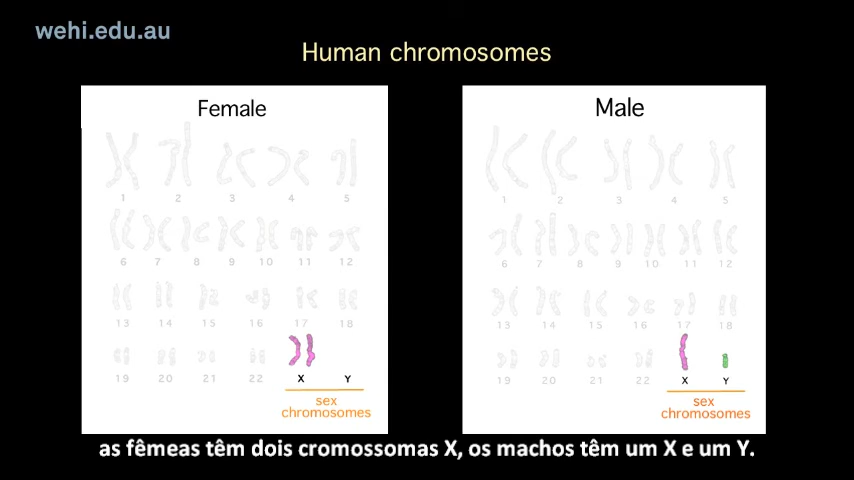 wehi.edu.au
Human chromosomes
Female
1 2 3 4 5
6 7 8 9 10 11 12
13 14 15 16 17 18
19 20 21 22 X Y
sex
chromosomes
Male
1 2 3 4 5
6 7 8 9 10 11 12
13 14 15 16 17 18
19 20 21 22 X Y
sex
chromosomes
as fêmeas têm dois cromossomas X, os machos têm um X e um Y.